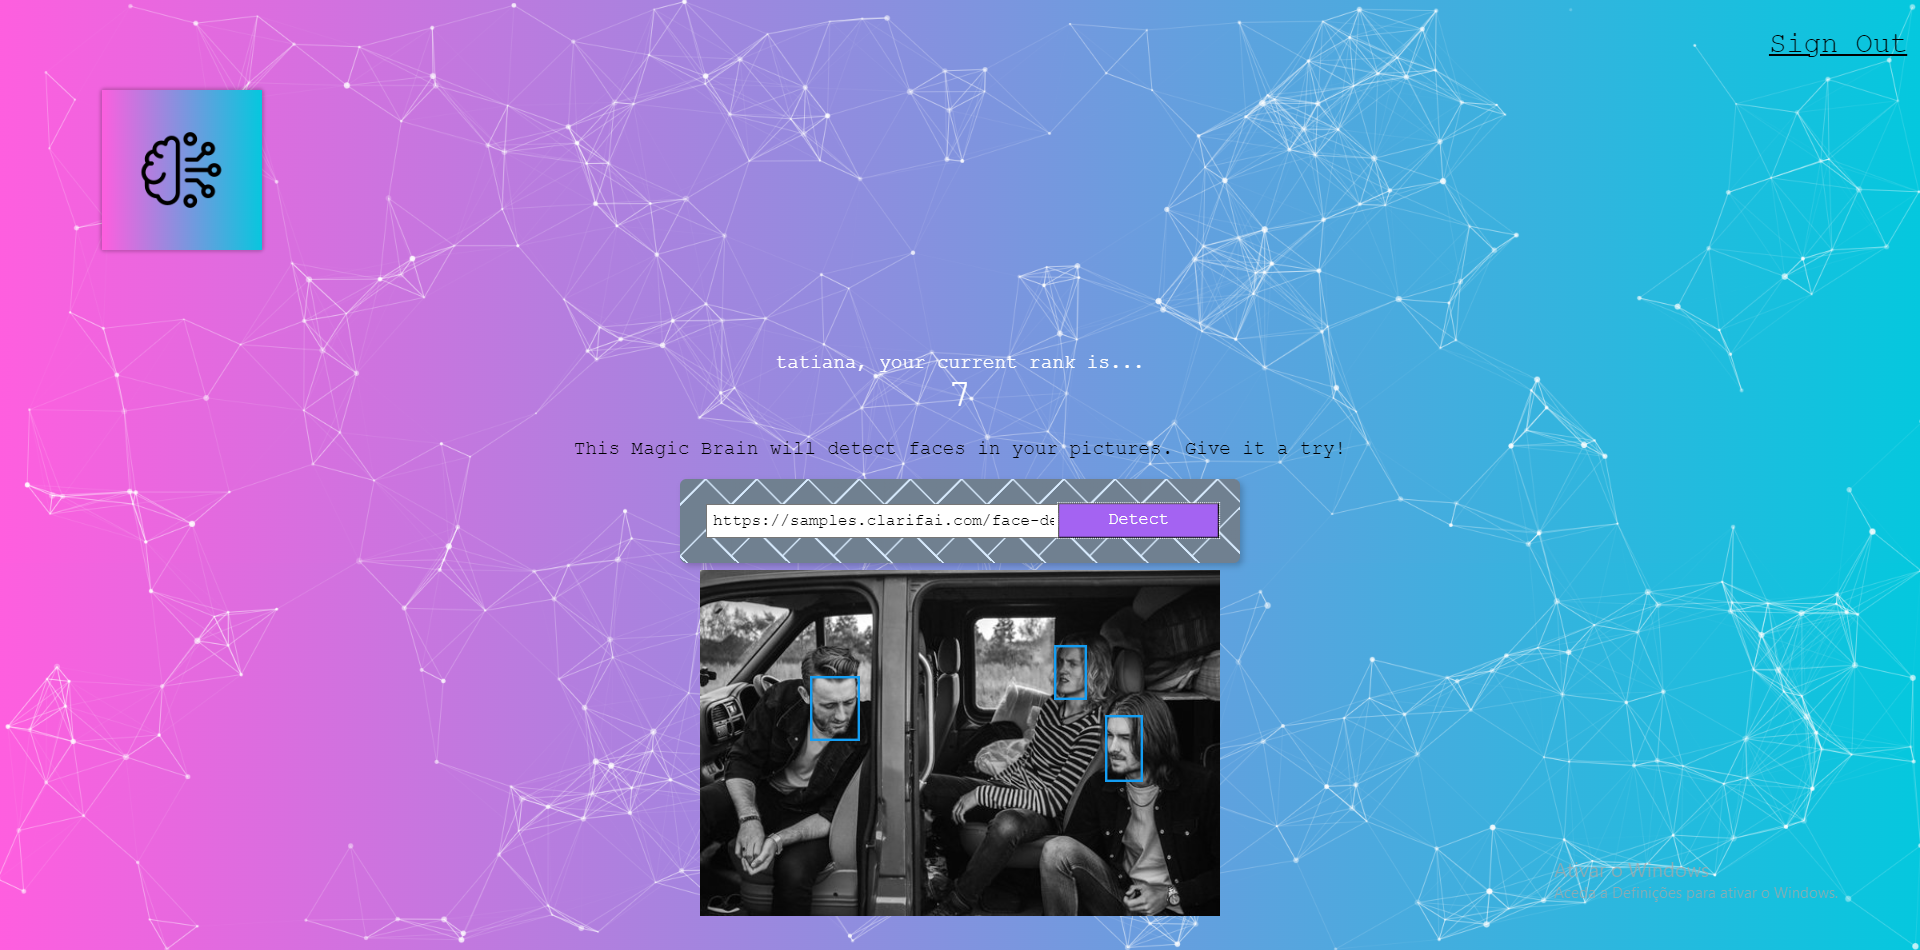 Sign Out
tatiana, your current rank is...
7
This Magic Brain will detect faces in your pictures. Give it a try!
https://samples.clarifai.com/face-de
Detect
Ativar o Windows
Aceda a Definições para ativar o Windows.